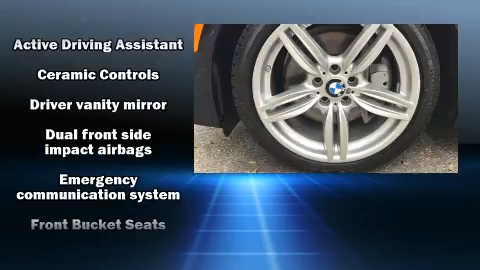 Active Driving Assistant
Ceramic Controls
Driver vanity mirror
Dual front side
impact airbags
Emergency
communication system
Front Bucket Seats